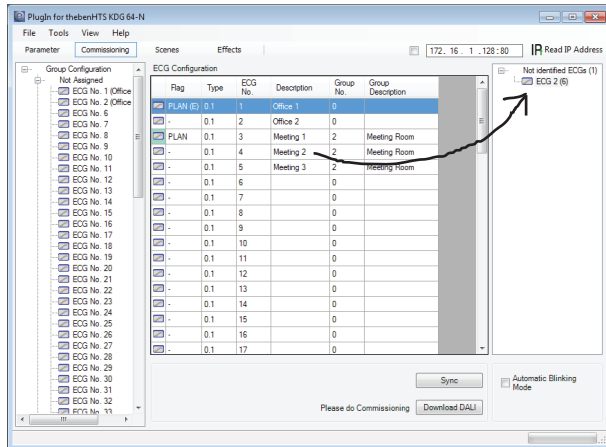 PlugIn for thebenHTS KDG 64-N
File Tools View Help
Parameter Commissioning Scenes Effects 172. 16. 1 .128:80 IP Read IP Address
Group Configuration
Not Assigned
ECG No. 1 (Office
ECG No. 2 (Office
ECG No. 6
ECG No. 7
ECG No. 8
ECG No. 9
ECG No. 10
ECG No. 11
ECG No. 12
ECG No. 13
ECG No. 14
ECG No. 15
ECG No. 16
ECG No. 17
ECG No. 18
ECG No. 19
ECG No. 20
ECG No. 21
ECG No. 22
ECG No. 23
ECG No. 24
ECG No. 25
ECG No. 26
ECG No. 27
ECG No. 28
ECG No. 29
ECG No. 30
ECG No. 31
ECG No. 32
ECG No. 33
ECG Configuration
Flag Type ECG No. Description Group No. Group Description
PLAN (E) 0.1 1 Office 1 0
- 0.1 2 Office 2 0
PLAN 0.1 3 Meeting 1 2 Meeting Room
- 0.1 4 Meeting 2 2 Meeting Room
- 0.1 5 Meeting 3 2 Meeting Room
- 0.1 6 0
- 0.1 7 0
- 0.1 8 0
- 0.1 9 0
- 0.1 10 0
- 0.1 11 0
- 0.1 12 0
- 0.1 13 0
- 0.1 14 0
- 0.1 15 0
- 0.1 16 0
- 0.1 17 0
Not identified ECGs (1)
ECG 2 (6)
Sync
Please do Commissioning Download DALI
Automatic Blinking
Mode